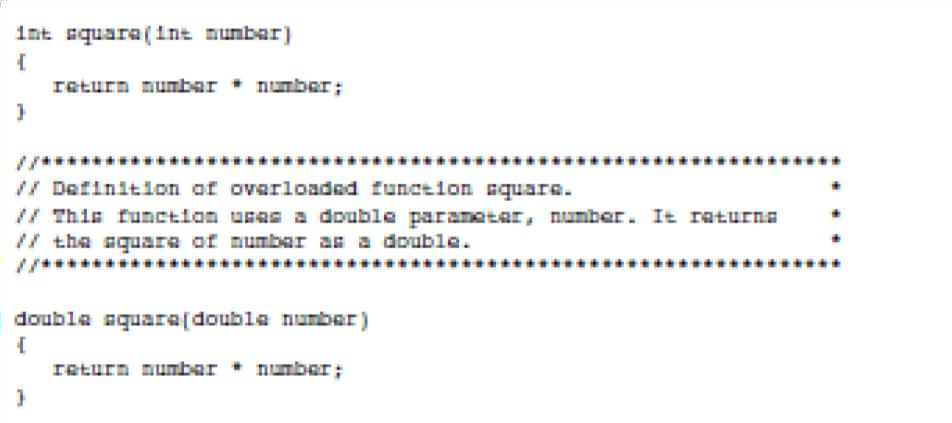 int square(int number)
{
return number * number;
}
//***************************************************************
// Definition of overloaded function square. *
// This function uses a double parameter, number. It returns *
// the square of number as a double. *
//***************************************************************
double square(double number)
{
return number * number;
}